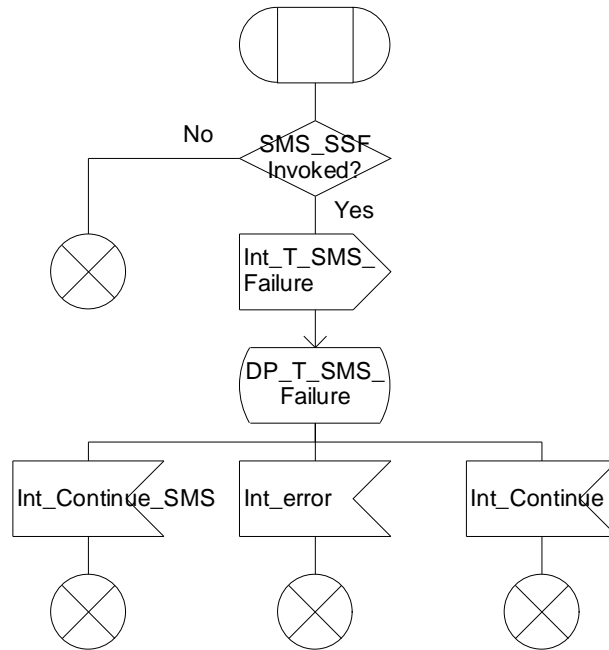 No
SMS_SSF
Invoked?
Yes
Int_T_SMS_
Failure
DP_T_SMS_
Failure
Int_Continue_SMS
Int_error
Int_Continue